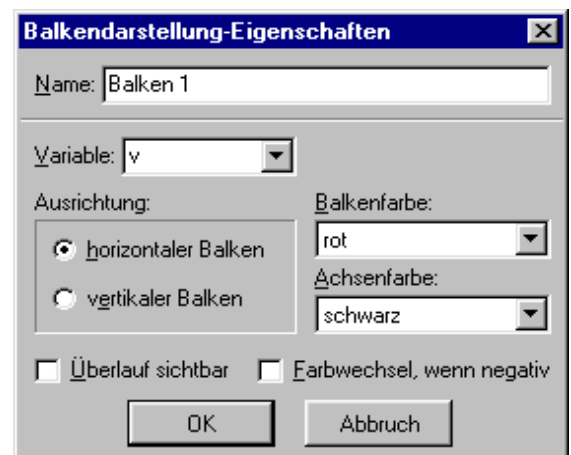 Balkendarstellung-Eigenschaften
Name: Balken 1
Variable: v
Ausrichtung:
horizontaler Balken
vertikaler Balken
Balkenfarbe:
rot
Achsenfarbe:
schwarz
Überlauf sichtbar Farbwechsel, wenn negativ
OK Abbruch